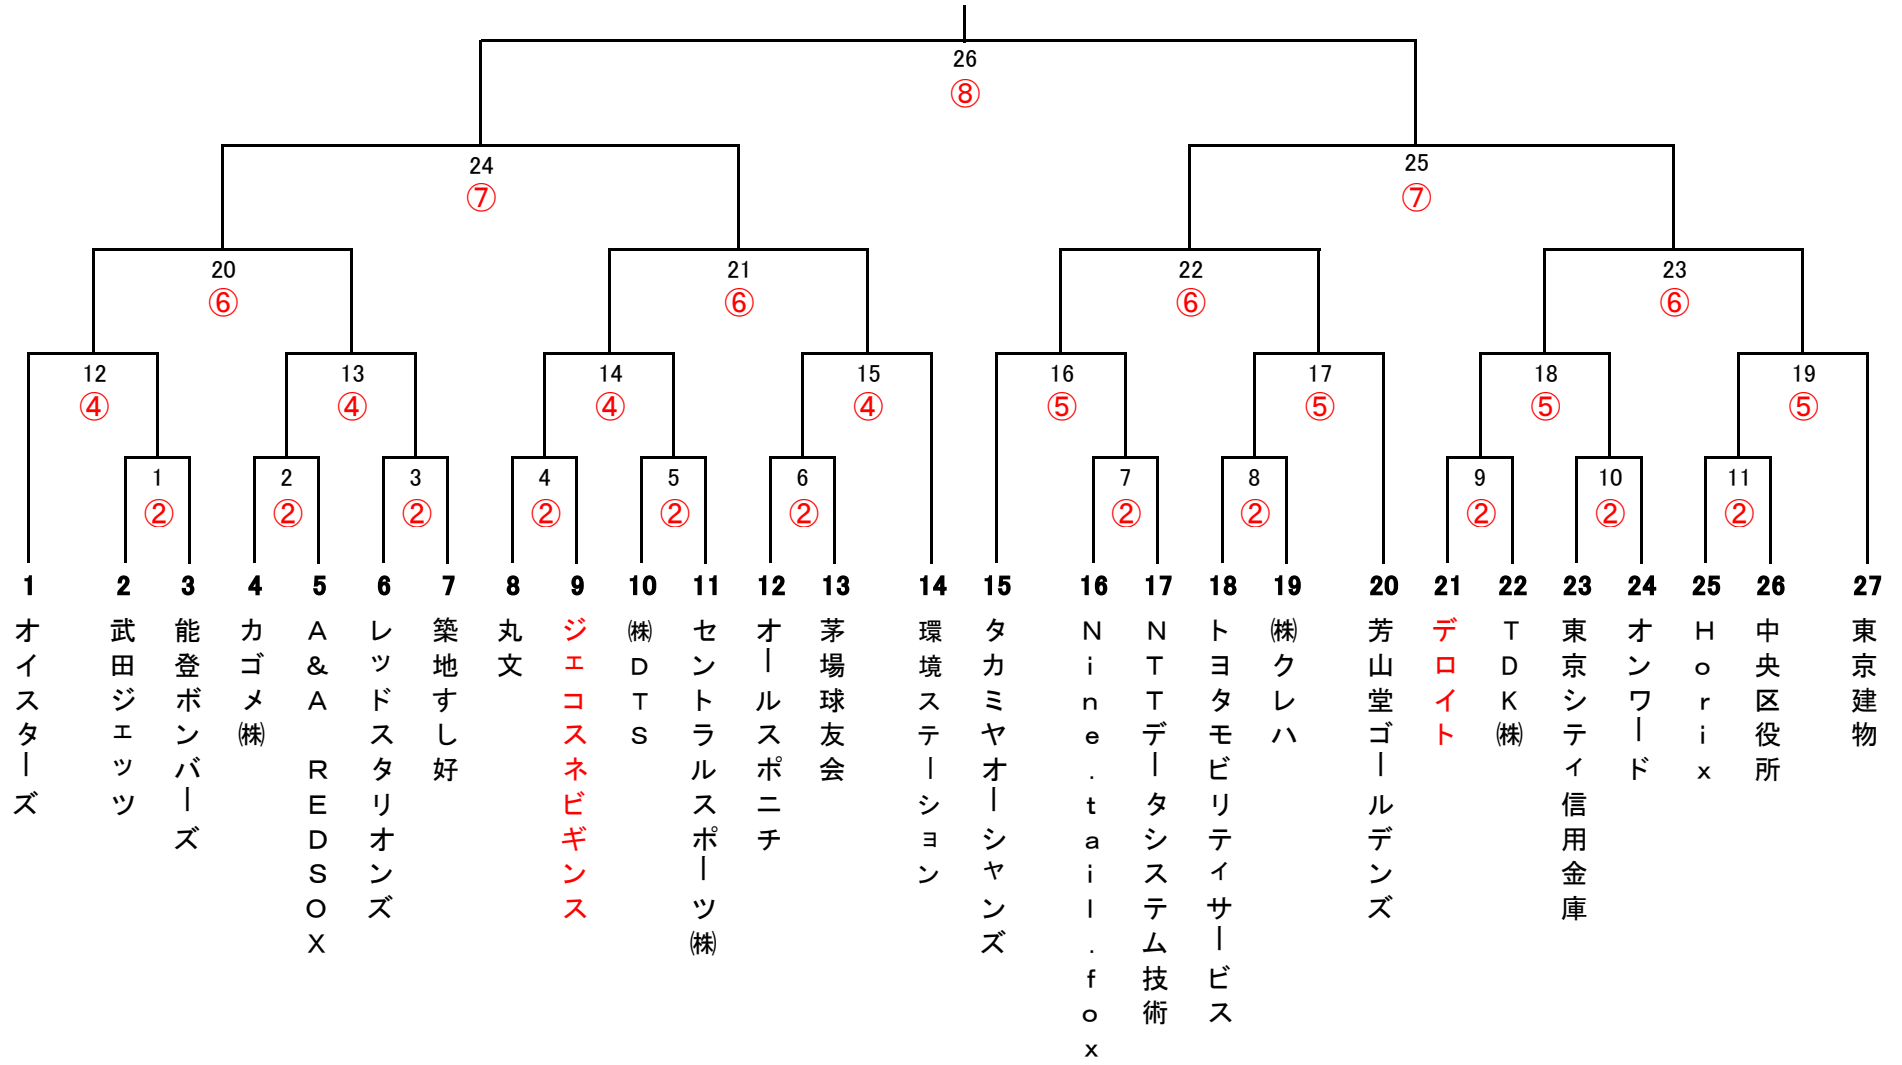 26
⑧
24
25
⑦
⑦
20
21
22
23
⑥
⑥
⑥
⑥
12
13
14
15
16
17
18
19
④
④
④
④
⑤
⑤
⑤
⑤
1
2
3
4
5
6
7
8
9
10
11
②
②
②
②
②
②
②
②
②
②
②
1
2
3
4
5
6
7
8
9
10
11
12
13
14
15
16
17
18
19
20
21
22
23
24
25
26
27
オイスターズ
武田ジェッツ
能登ボンバーズ
カゴメ㈱
A&A REDSOX
レッドスタリオンズ
築地すし好
丸文
ジェコスネビギンス
㈱DTS
セントラルスポーツ㈱
オールスポニチ
茅場球友会
環境ステーション
タカミヤオーシャンズ
Nine.tail.fox
NTTデータシステム技術
トヨタモビリティサービス
㈱クレハ
芳山堂ゴールデンズ
デロイト
TDK㈱
東京シティ信用金庫
オンワード
Horix
中央区役所
東京建物